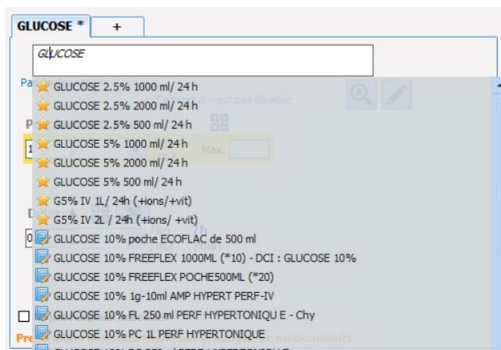 GLUCOSE * +
GLUCOSE
GLUCOSE 2.5% 1000 ml/ 24 h
GLUCOSE 2.5% 2000 ml/ 24 h
n'est pas diluable
GLUCOSE 2.5% 500 ml/ 24 h
GLUCOSE 5% 1000 ml/ 24 h
Max.
GLUCOSE 5% 2000 ml/ 24 h
GLUCOSE 5% 500 ml/ 24 h
G5% IV 1L/ 24h (+ions/+vit)
G5% IV 2L / 24h (+ions/ +vit)
GLUCOSE 10% poche ECOFLAC de 500 ml
GLUCOSE 10% FREEFLEX 1000ML (*10) - DCI : GLUCOSE 10%
GLUCOSE 10% FREEFLEX POCHE500ML (*20)
GLUCOSE 10% 1g-10ml AMP HYPERT PERF-IV
GLUCOSE 10% FL 250 ml PERF HYPERTONIQU E - Chy
GLUCOSE 10% PC 1L PERF HYPERTONIQUE